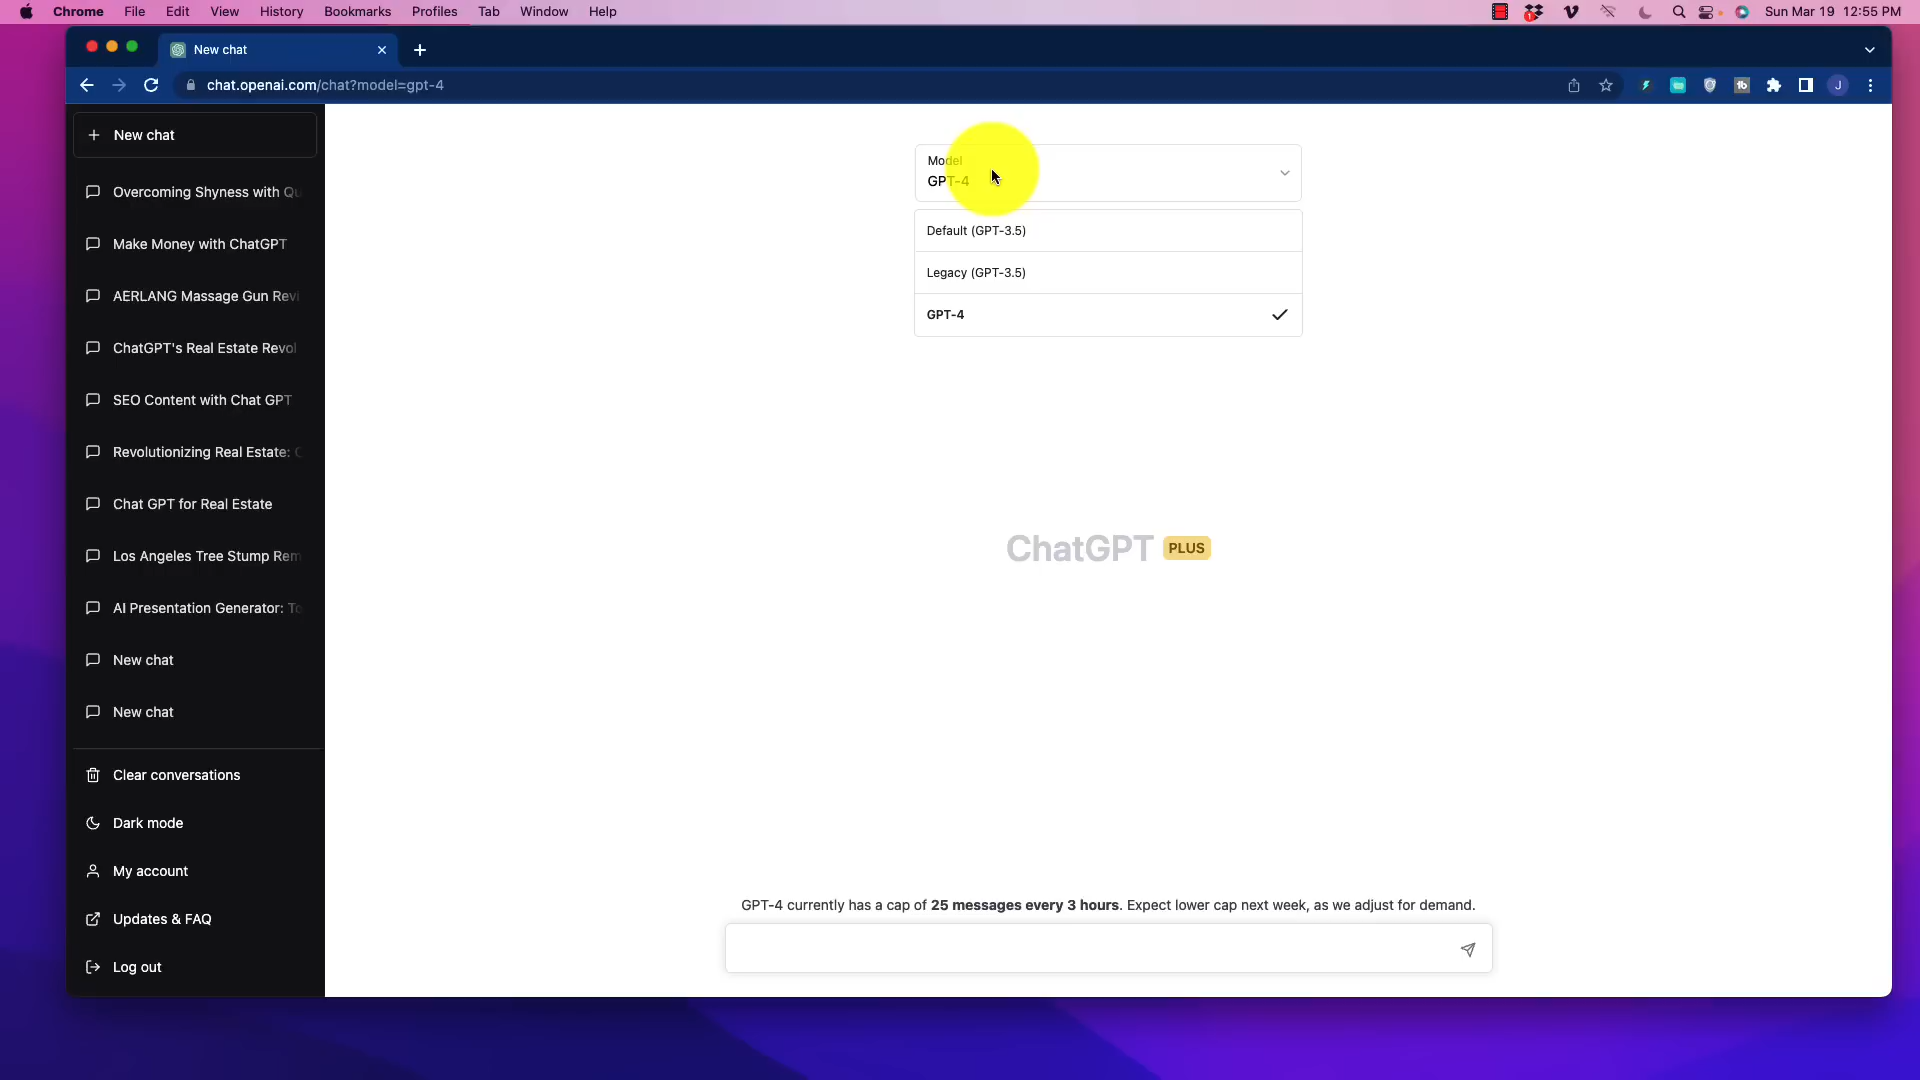 Chrome File Edit View History Bookmarks Profiles Tab Window Help
Sun Mar 19 12:55 PM
New chat
chat.openai.com/chat?model=gpt-4
J
New chat
Overcoming Shyness with Qu
Make Money with ChatGPT
AERLANG Massage Gun Revi
ChatGPT's Real Estate Revol
SEO Content with Chat GPT
Revolutionizing Real Estate: C
Chat GPT for Real Estate
Los Angeles Tree Stump Rem
AI Presentation Generator: To
New chat
New chat
Clear conversations
Dark mode
My account
Updates & FAQ
Log out
Model
GPT-4
Default (GPT-3.5)
Legacy (GPT-3.5)
GPT-4
ChatGPT PLUS
GPT-4 currently has a cap of 25 messages every 3 hours. Expect lower cap next week, as we adjust for demand.